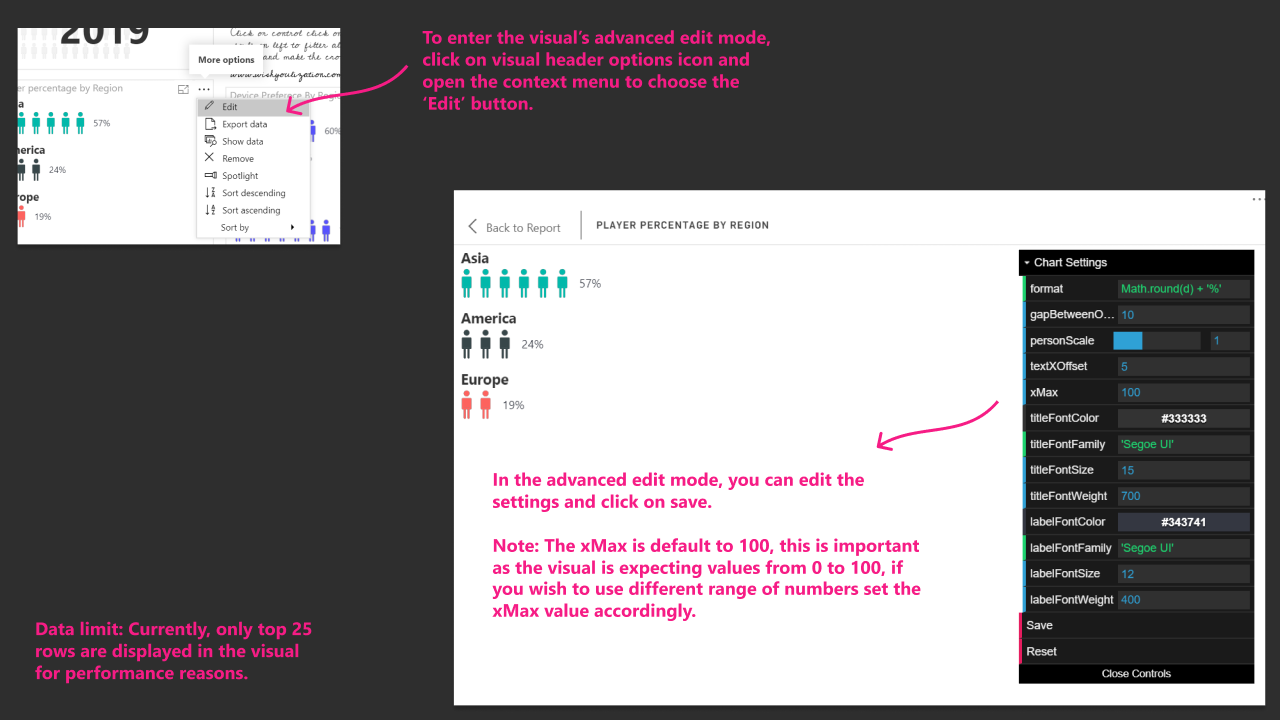 2019
Click or control click on
left to filter
and make the cro
www.wishyoulization.com
More options
er percentage by Region
Device Preference By Reg
a
57%
merica
24%
rope
19%
60%
Edit
Export data
Show data
Remove
Spotlight
Sort descending
Sort ascending
Sort by
To enter the visual's advanced edit mode,
click on visual header options icon and
open the context menu to choose the
'Edit' button.
Back to Report
PLAYER PERCENTAGE BY REGION
Asia
57%
America
24%
Europe
19%
Chart Settings
format Math.round(d) + '%'
gapBetweenO... 10
personScale 1
textXOffset 5
xMax 100
titleFontColor #333333
titleFontFamily 'Segoe UI'
titleFontSize 15
titleFontWeight 700
labelFontColor #343741
labelFontFamily 'Segoe UI'
labelFontSize 12
labelFontWeight 400
Save
Reset
Close Controls
In the advanced edit mode, you can edit the
settings and click on save.
Note: The xMax is default to 100, this is important
as the visual is expecting values from 0 to 100, if
you wish to use different range of numbers set the
xMax value accordingly.
Data limit: Currently, only top 25
rows are displayed in the visual
for performance reasons.